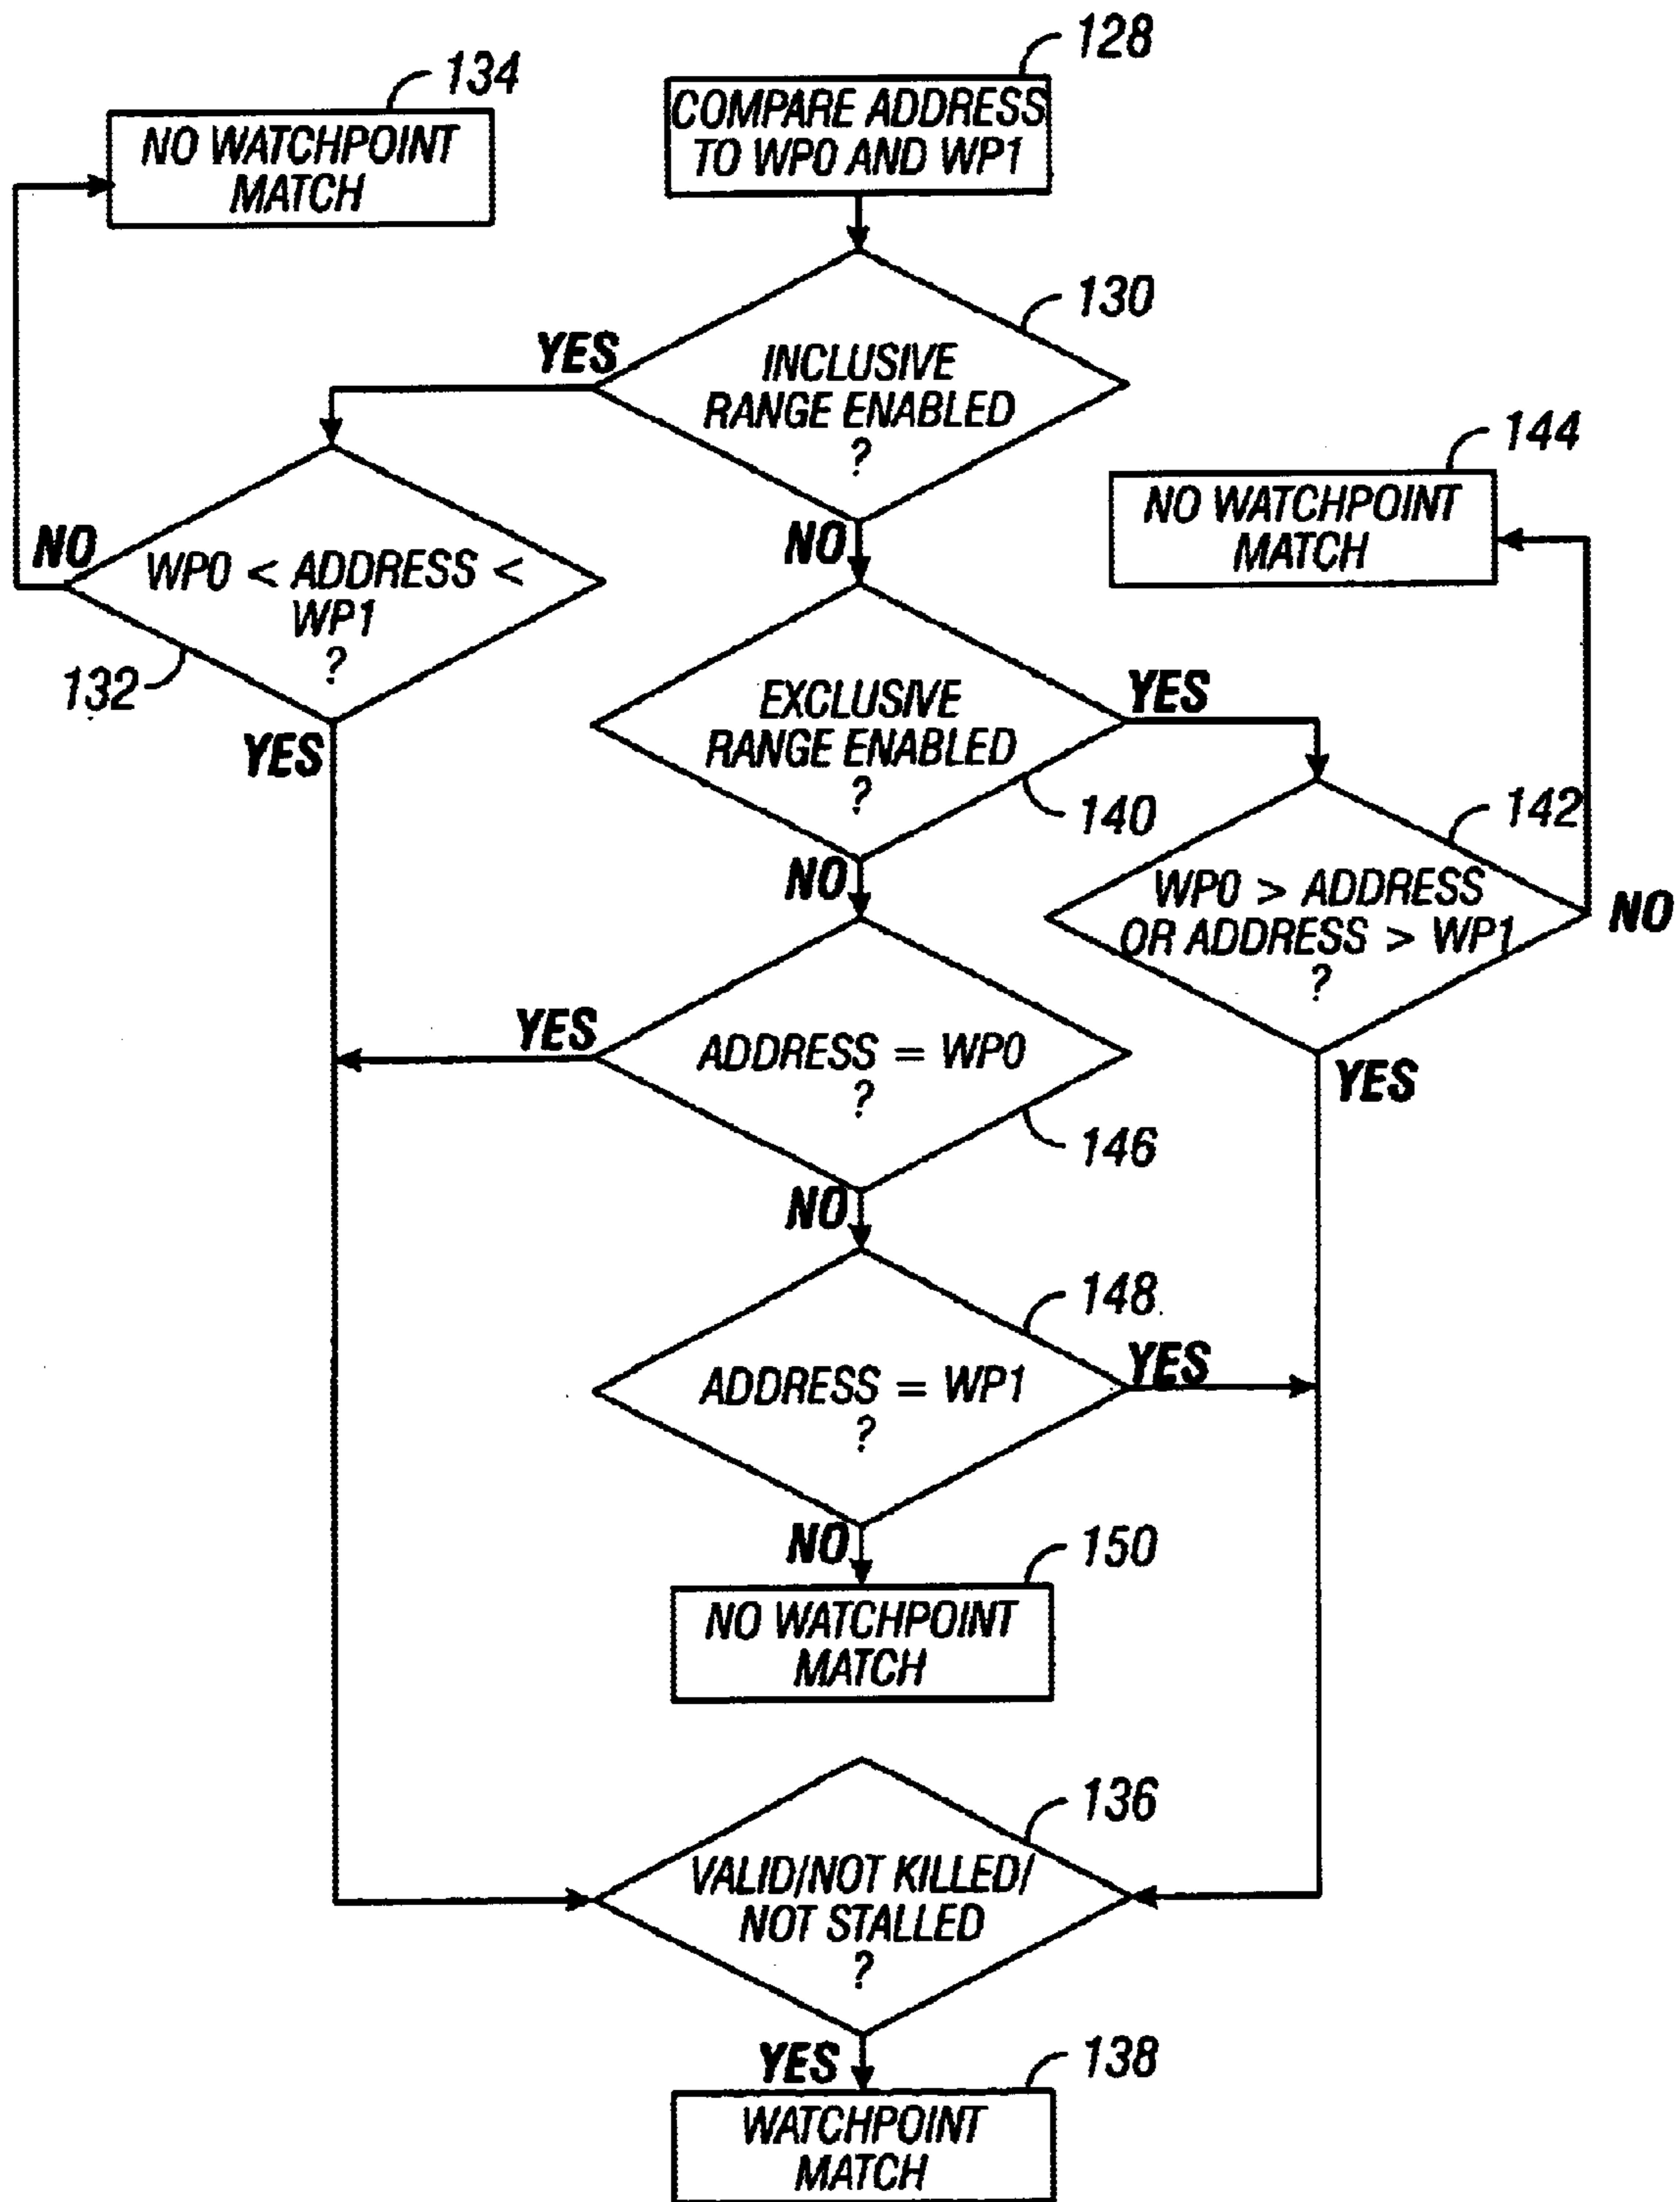 128
134
COMPARE ADDRESS
TO WP0 AND WP1
NO WATCHPOINT
MATCH
130
YES
INCLUSIVE
RANGE ENABLED
?
144
NO WATCHPOINT
MATCH
NO
NO
WP0 < ADDRESS <
WP1
?
132
YES
EXCLUSIVE
RANGE ENABLED
?
YES
140
142
NO
WP0 > ADDRESS
OR ADDRESS > WP1
?
NO
YES
ADDRESS = WP0
?
YES
146
NO
148
ADDRESS = WP1
?
YES
NO
150
NO WATCHPOINT
MATCH
136
VALID/NOT KILLED/
NOT STALLED
?
YES
138
WATCHPOINT
MATCH